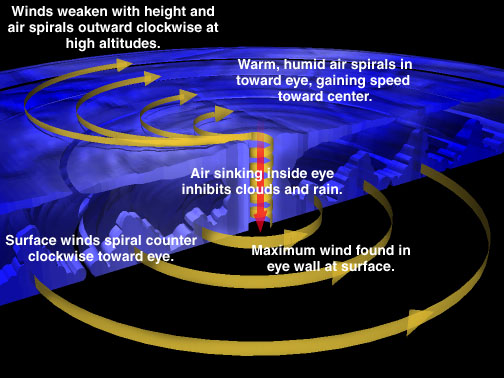 Winds weaken with height and
air spirals outward clockwise at
high altitudes.
Warm, humid air spirals in
toward eye, gaining speed
toward center.
Air sinking inside eye
inhibits clouds and rain.
Surface winds spiral counter
clockwise toward eye.
Maximum wind found in
eye wall at surface.